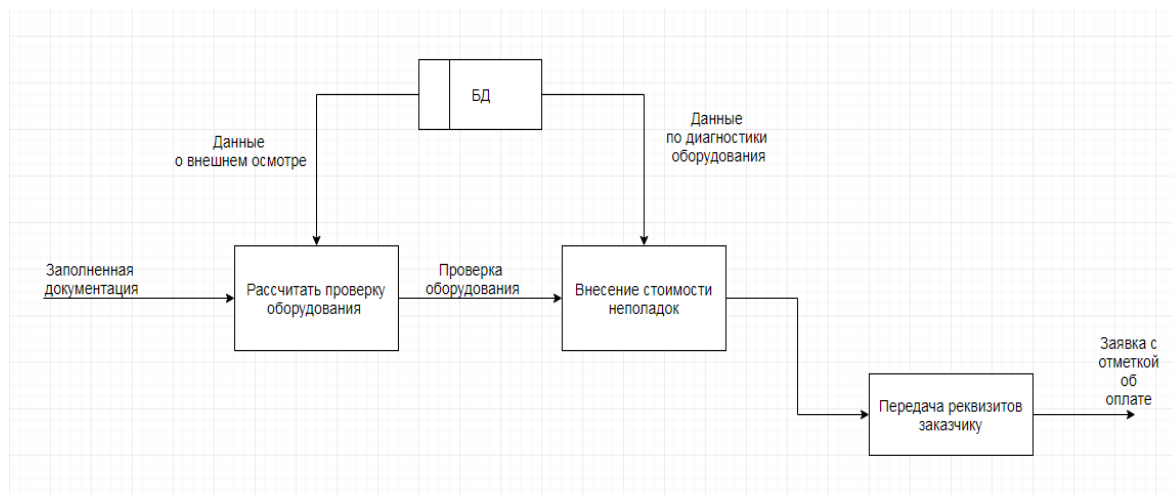 БД
Данные
о внешнем осмотре
Данные
по диагностики
оборудования
Заполненная
документация
Рассчитать проверку
оборудования
Проверка
оборудования
Внесение стоимости
неполадок
Передача реквизитов
заказчику
Заявка с
отметкой
об
оплате